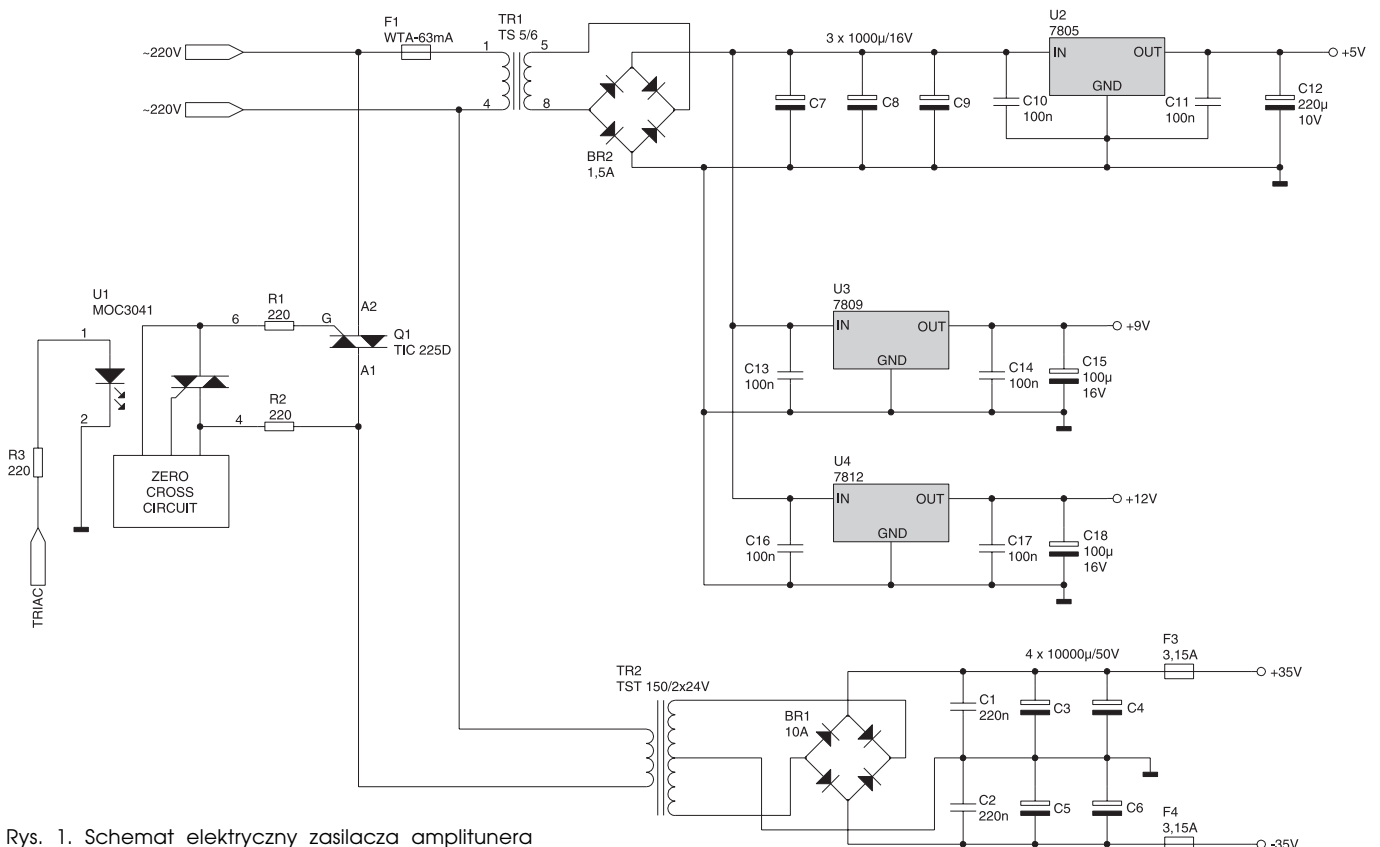 F1
WTA-63mA
TR1
TS 5/6
~220V
~220V
1
4
5
8
BR2
1,5A
3 x 1000µ/16V
C7
C8
C9
C10
100n
U2
7805
IN
OUT
GND
C11
100n
C12
220µ
10V
+5V
U1
MOC3041
1
2
R3
220
TRIAC
ZERO
CROSS
CIRCUIT
6
4
R1
220
R2
220
G
A2
A1
Q1
TIC 225D
U3
7809
IN
OUT
GND
C13
100n
C14
100n
C15
100µ
16V
+9V
U4
7812
IN
OUT
GND
C16
100n
C17
100n
C18
100µ
16V
+12V
TR2
TST 150/2x24V
BR1
10A
4 x 10000µ/50V
C1
220n
C3
C4
C2
220n
C5
C6
F3
3,15A
+35V
F4
3,15A
-35V
Rys. 1. Schemat elektryczny zasilacza amplitunera